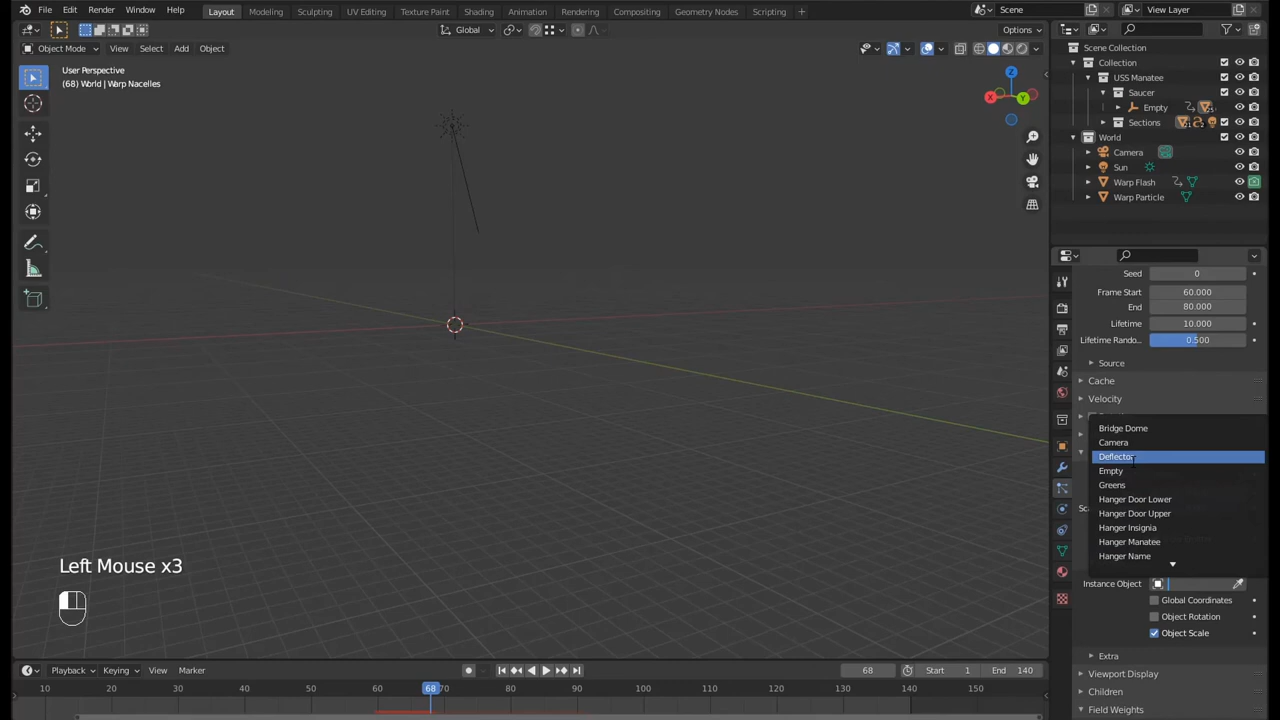 File Edit Render Window Help Layout Modeling Sculpting UV Editing Texture Paint Shading Animation Rendering Compositing Geometry Nodes Scripting + Scene View Layer
Global Options
Object Mode View Select Add Object
User Perspective
(68) World | Warp Nacelles
Z
X Y
Scene Collection
Collection
USS Manatee
Saucer
Empty
Sections
World
Camera
Sun
Warp Flash
Warp Particle
Seed 0
Frame Start 60.000
End 80.000
Lifetime 10.000
Lifetime Rando... 0.500
Source
Cache
Velocity
Bridge Dome
Camera
Deflector
Empty
Greens
Hanger Door Lower
Hanger Door Upper
Hanger Insignia
Hanger Manatee
Hanger Name
Instance Object
Global Coordinates
Object Rotation
Object Scale
Extra
Viewport Display
Children
Field Weights
Left Mouse x3
Playback Keying View Marker 68 Start 1 End 140
10 20 30 40 50 60 68 70 80 90 100 110 120 130 140 150